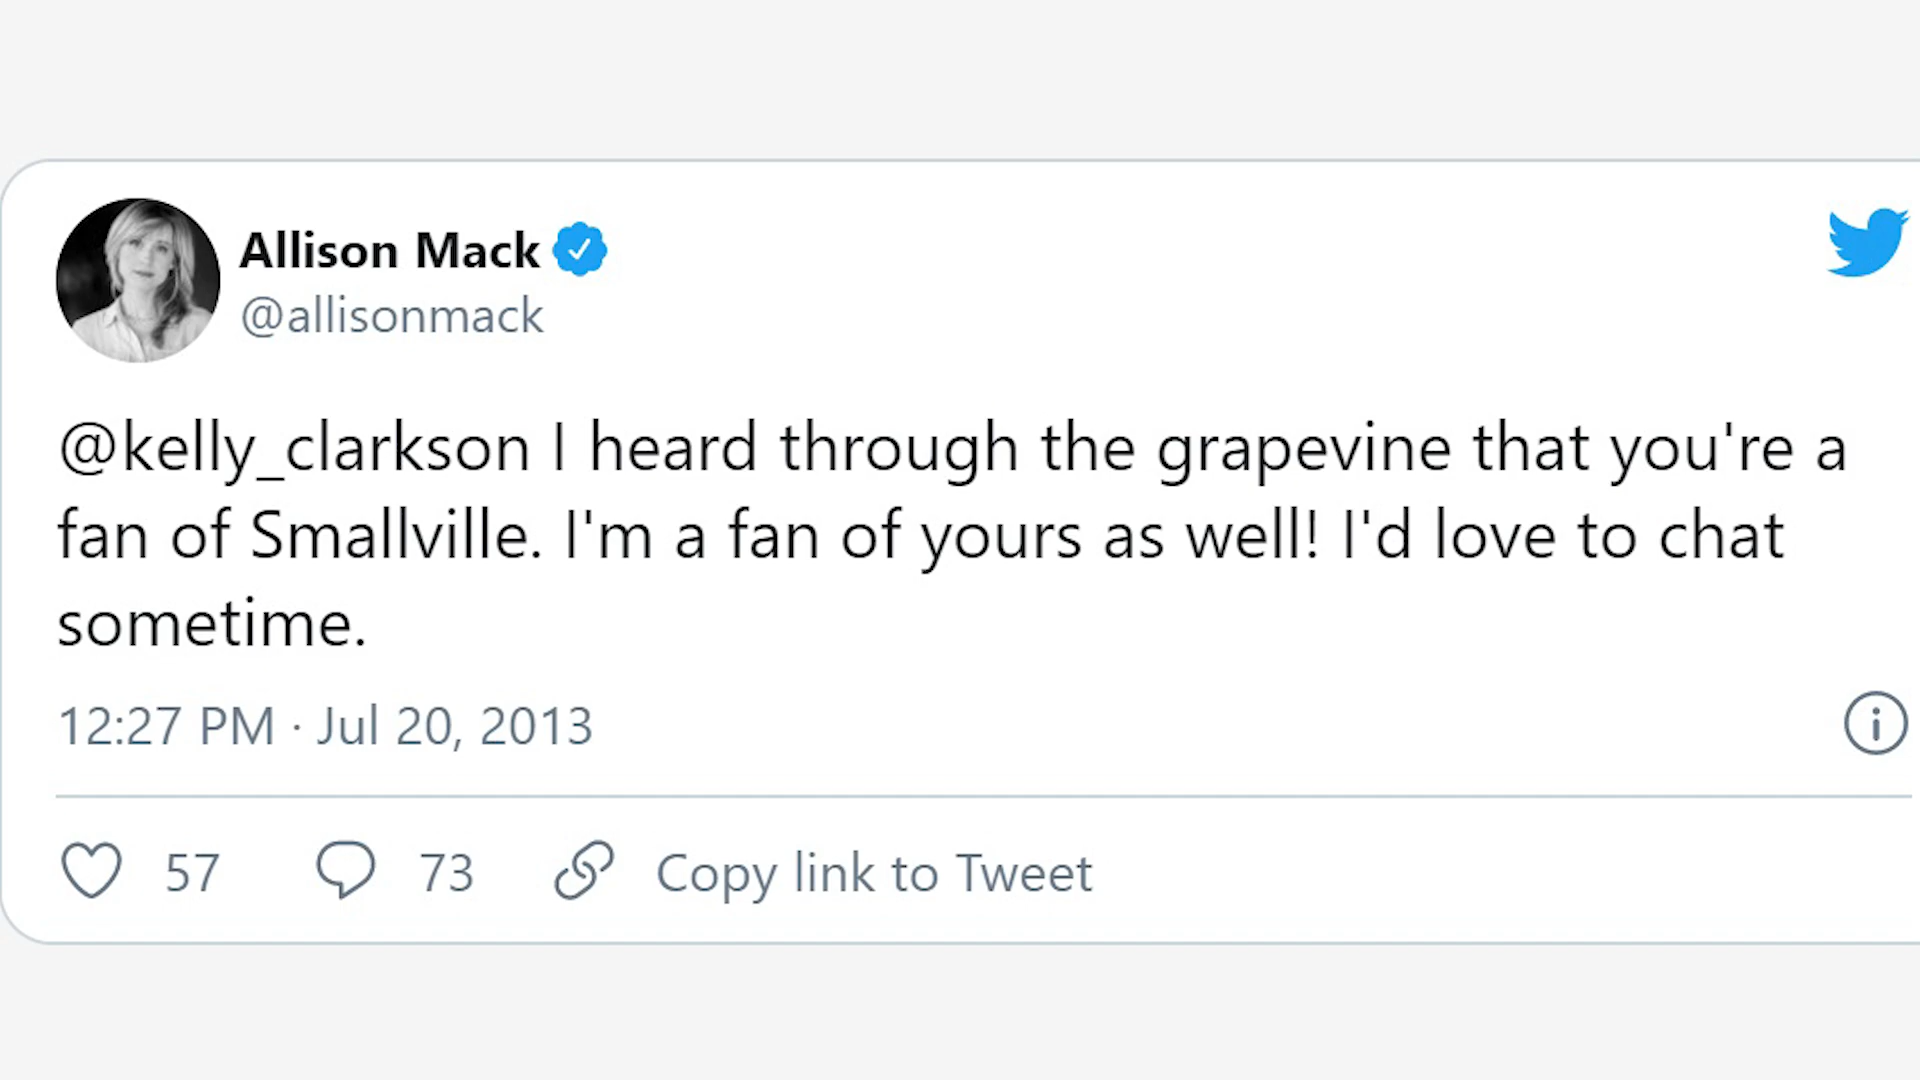 Allison Mack
@allisonmack
@kelly_clarkson I heard through the grapevine that you're a
fan of Smallville. I'm a fan of yours as well! I'd love to chat
sometime.
12:27 PM · Jul 20, 2013
57 73 Copy link to Tweet